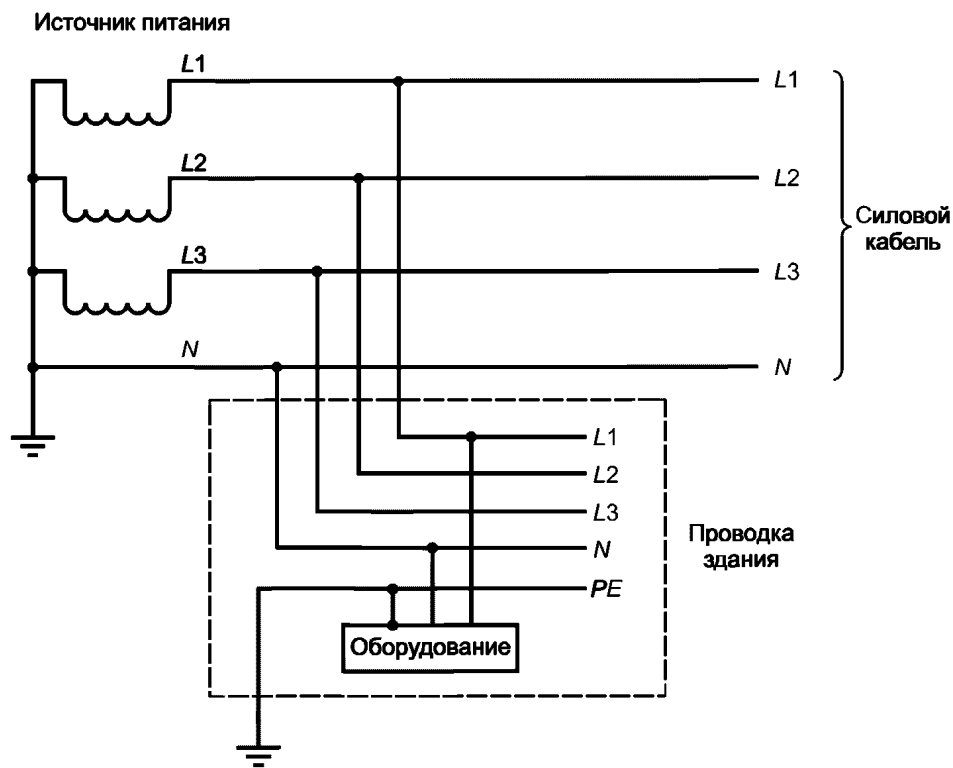 Источник питания
L1
L1
L2
L2
L3
L3
N
N
Силовой
кабель
L1
L2
L3
N
PE
Проводка
здания
Оборудование